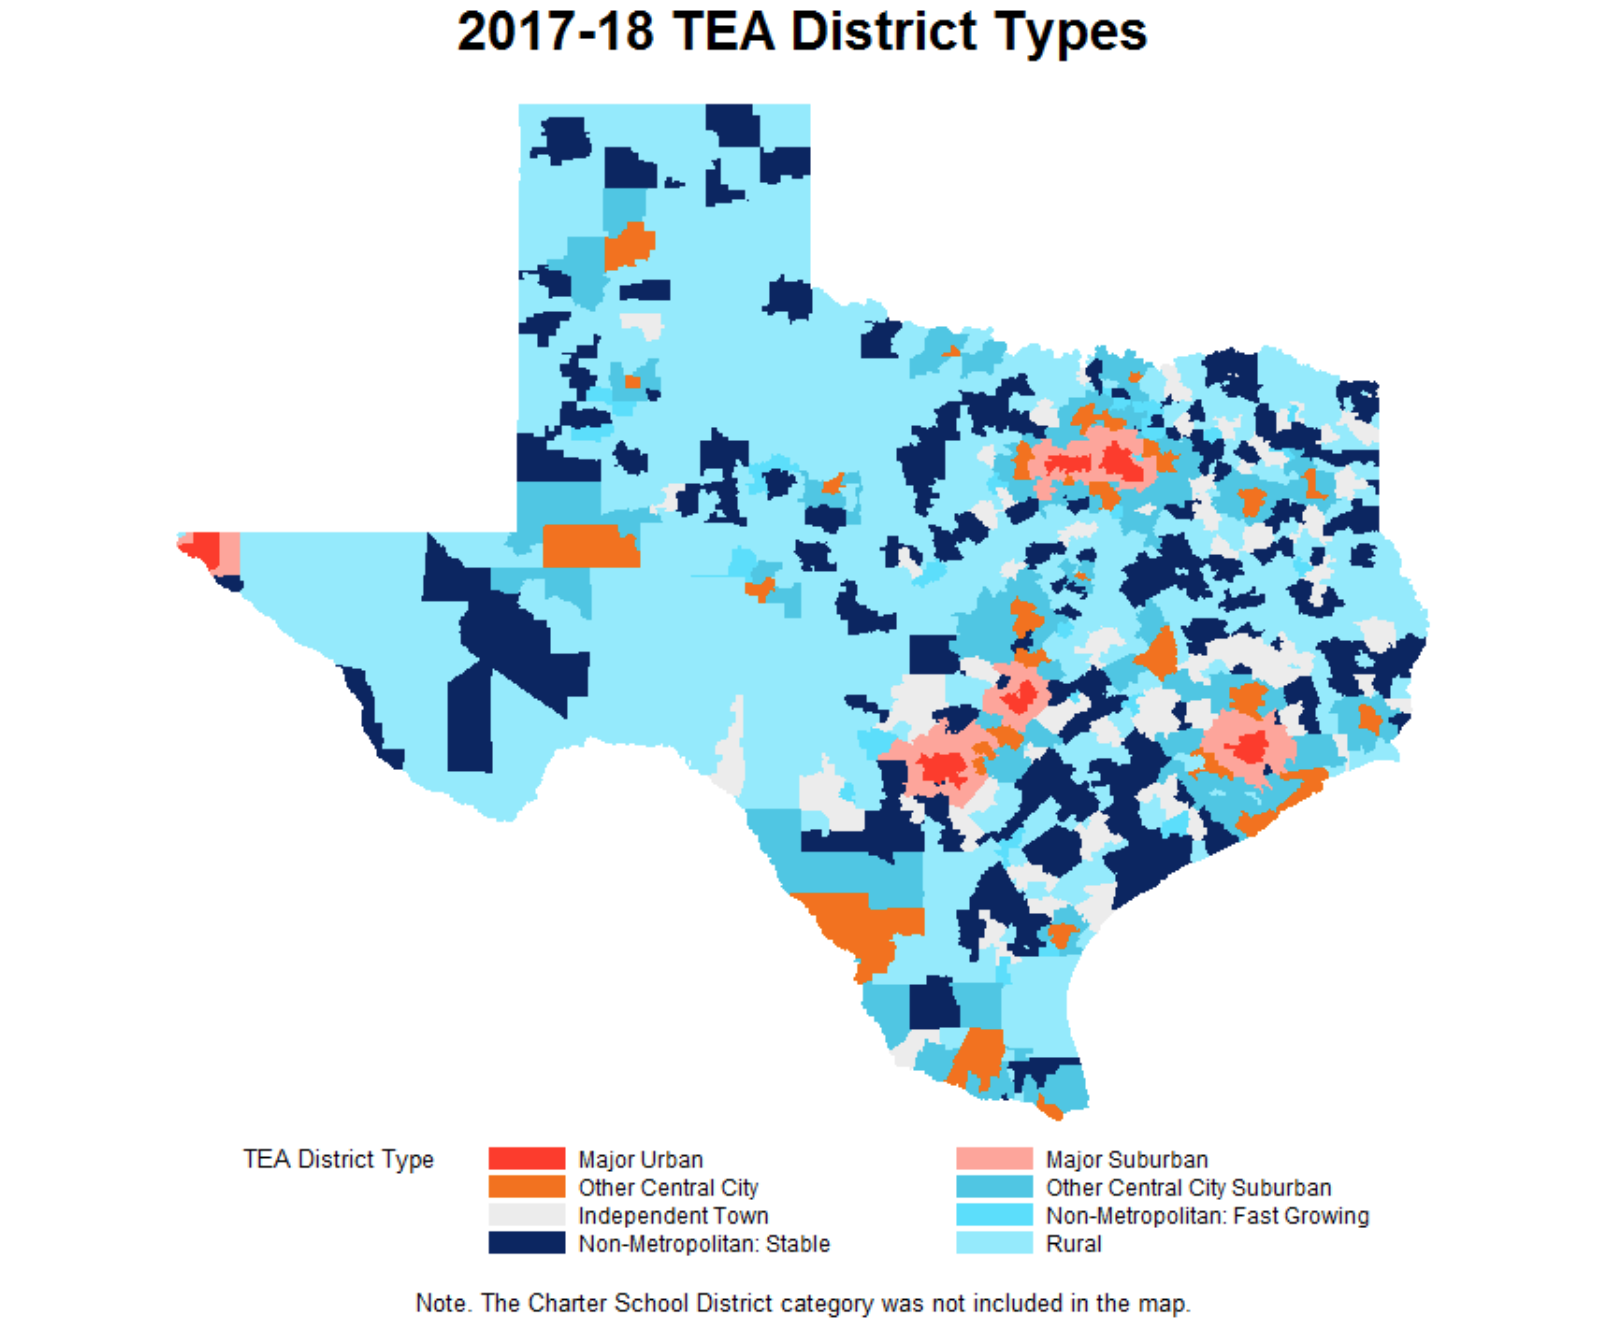 2017-18 TEA District Types
TEA District Type
Major Urban
Major Suburban
Other Central City
Other Central City Suburban
Independent Town
Non-Metropolitan: Fast Growing
Non-Metropolitan: Stable
Rural
Note. The Charter School District category was not included in the map.